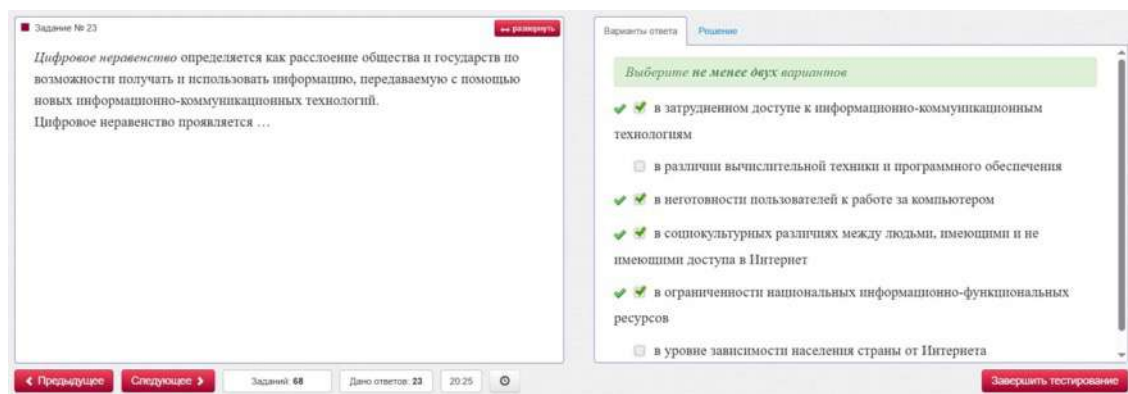 Задание № 23
развернуть
Цифровое неравенство определяется как расслоение общества и государств по
возможности получать и использовать информацию, передаваемую с помощью
новых информационно-коммуникационных технологий.
Цифровое неравенство проявляется …
Варианты ответа
Решение
Выберите не менее двух вариантов
в затрудненном доступе к информационно-коммуникационным
технологиям
в различии вычислительной техники и программного обеспечения
в неготовности пользователей к работе за компьютером
в социокультурных различиях между людьми, имеющими и не
имеющими доступа в Интернет
в ограниченности национальных информационно-функциональных
ресурсов
в уровне зависимости населения страны от Интернета
Предыдущее
Следующее
Заданий: 68
Дано ответов: 23
20:25
Завершить тестирование